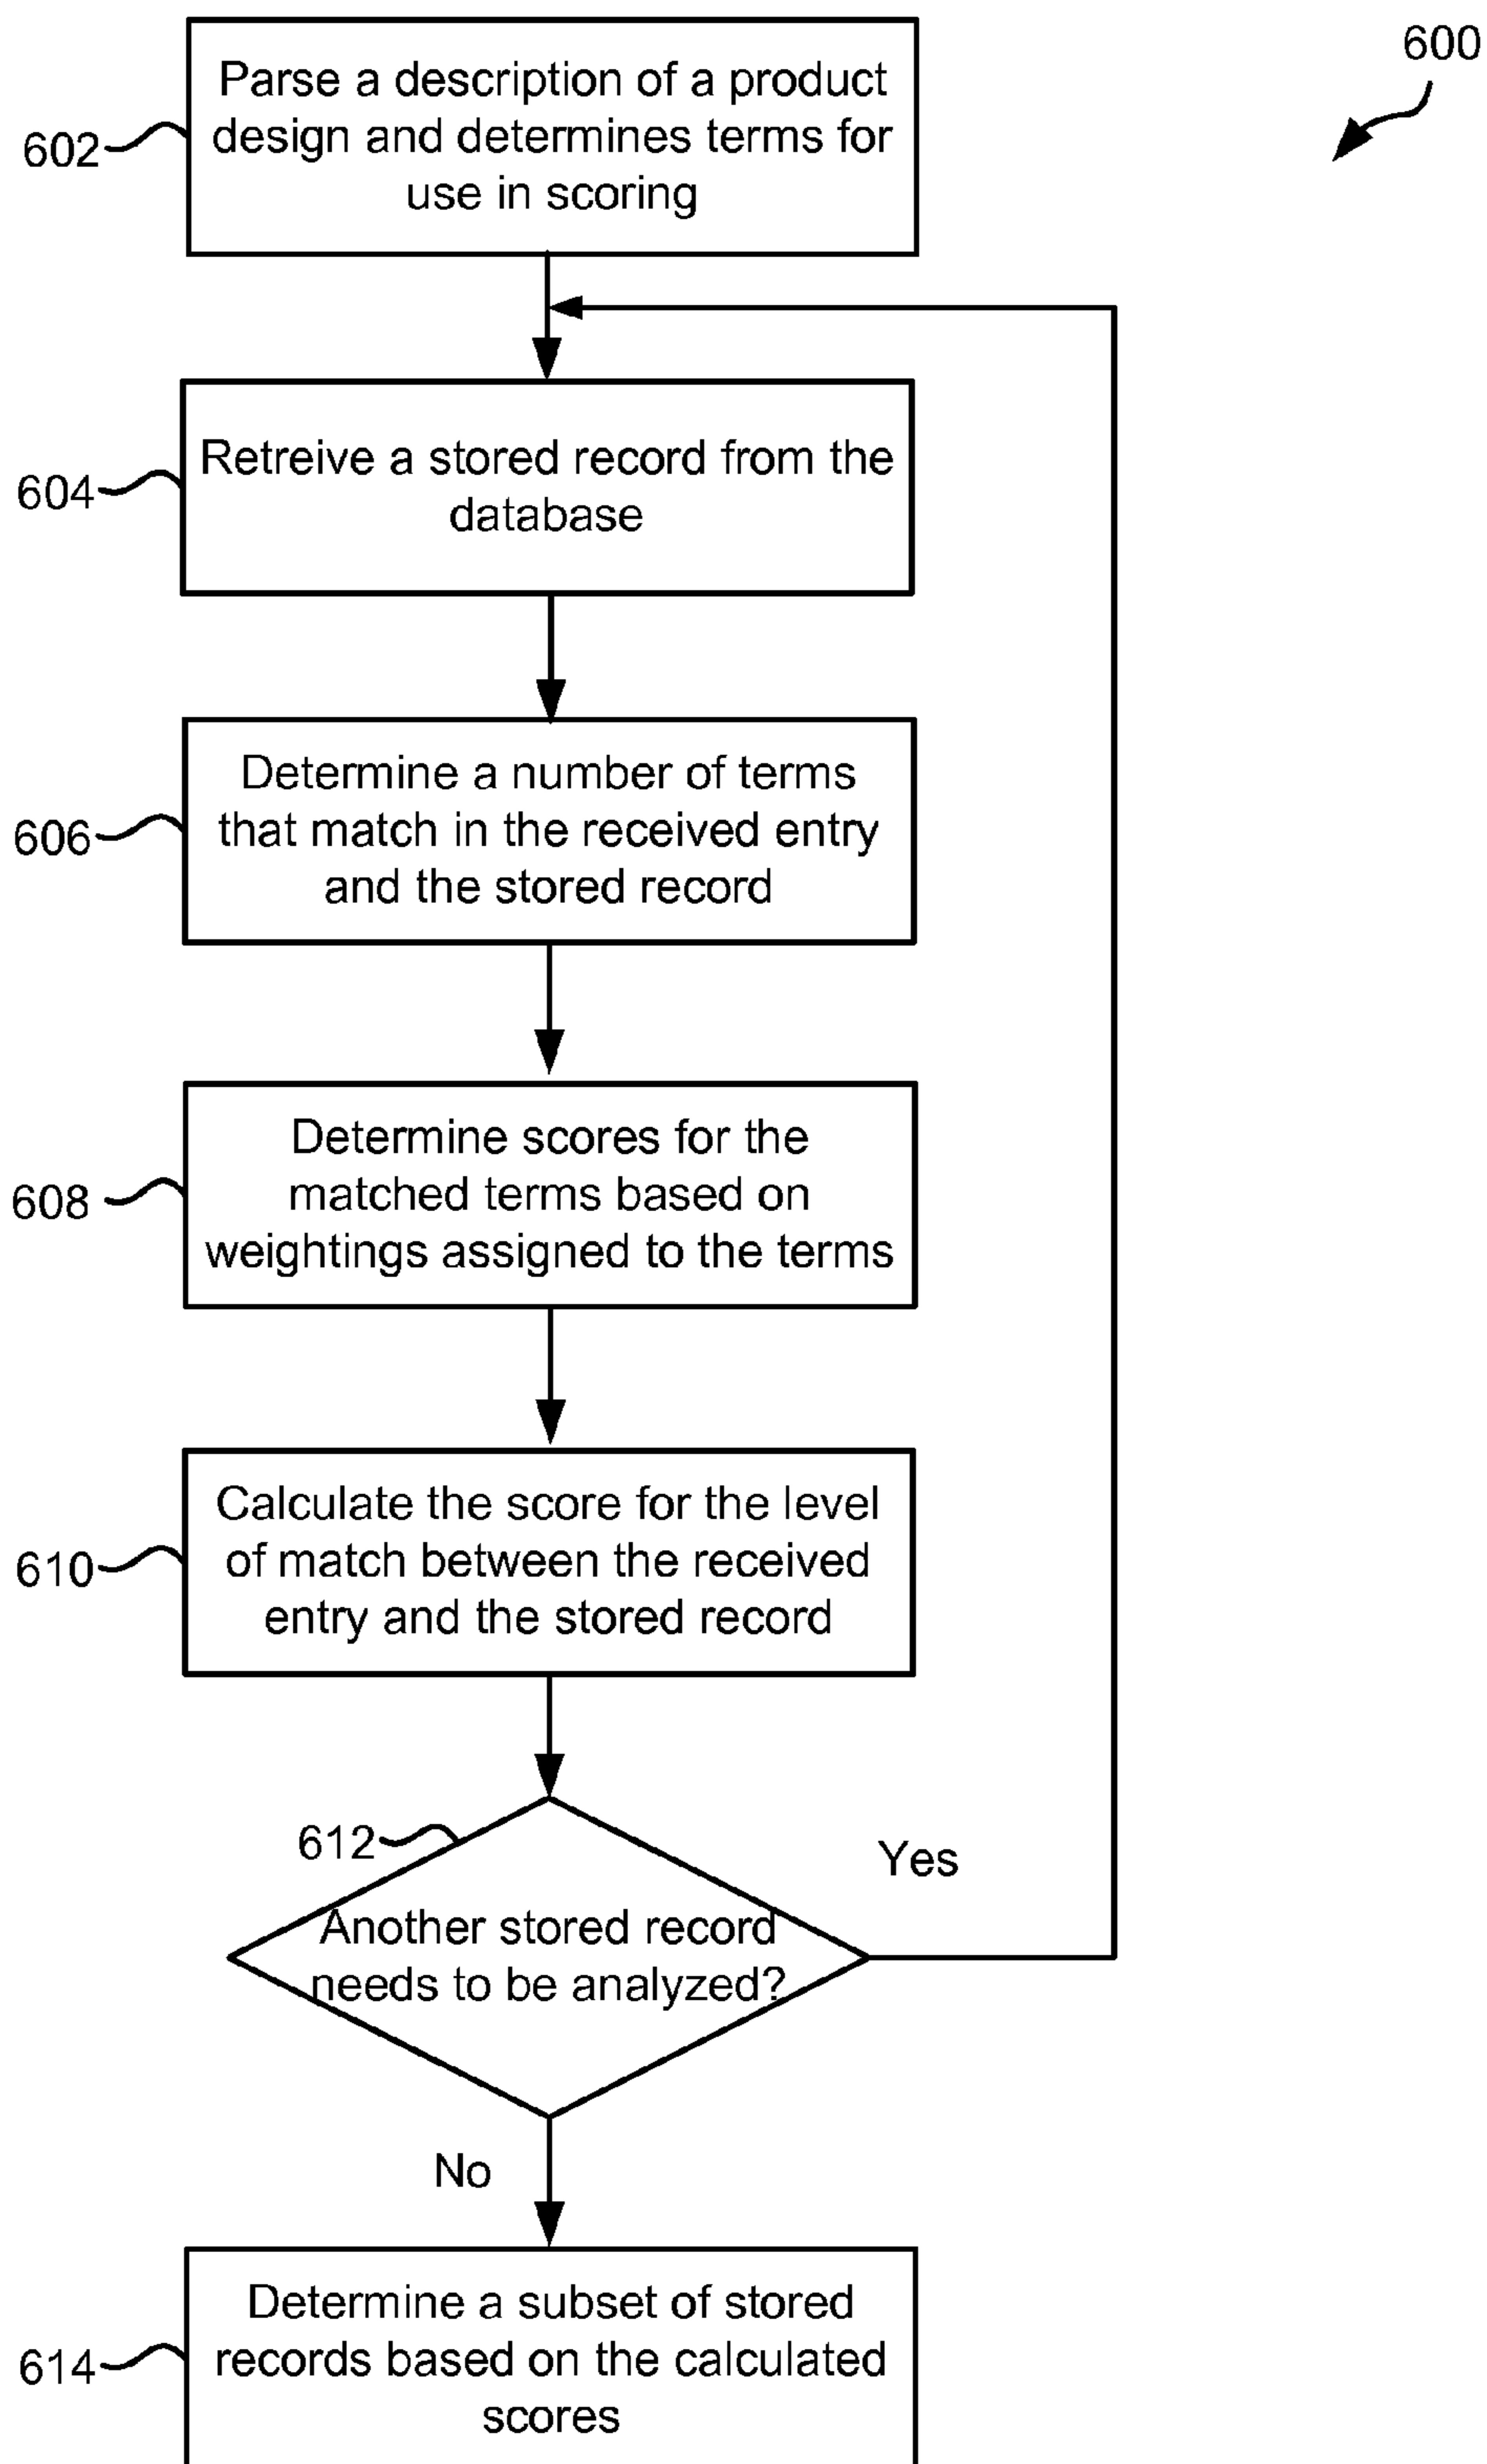 600
Parse a description of a product
design and determines terms for
use in scoring
602
Retreive a stored record from the
database
604
Determine a number of terms
that match in the received entry
and the stored record
606
Determine scores for the
matched terms based on
weightings assigned to the terms
608
Calculate the score for the level
of match between the received
entry and the stored record
610
612
Yes
Another stored record
needs to be analyzed?
No
Determine a subset of stored
records based on the calculated
scores
614